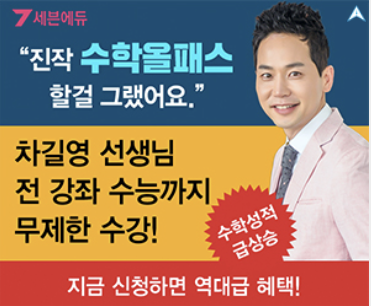 세븐에듀
“진작 수학올패스
할걸 그랬어요.”
차길영 선생님
전 강좌 수능까지
무제한 수강!
수학성적
급상승
지금 신청하면 역대급 혜택!